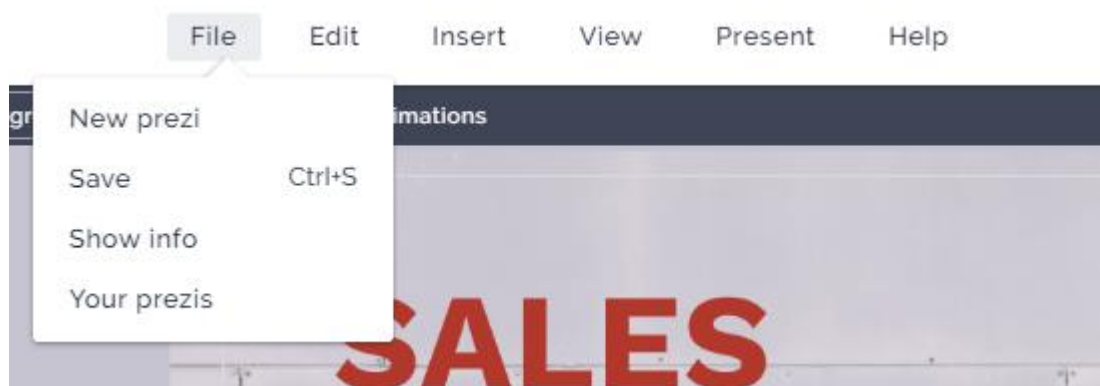 File Edit Insert View Present Help
imations
New prezi
Save Ctrl+S
Show info
Your prezis
SALES